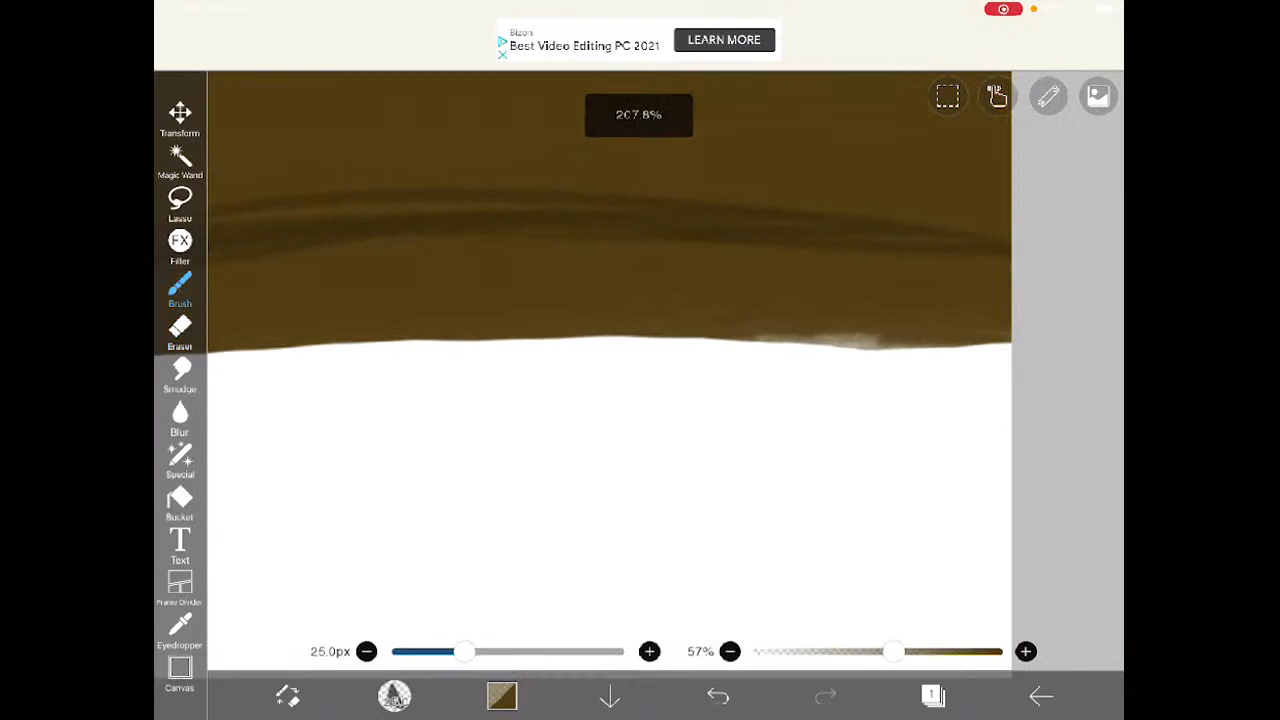 Bizon
Best Video Editing PC 2021
LEARN MORE
207.8%
Transform
Magic Wand
Lasso
FX
Filter
Brush
Eraser
Smudge
Blur
Special
Bucket
T
Text
Frame Divider
Eyedropper
Canvas
25.0px
57%
1